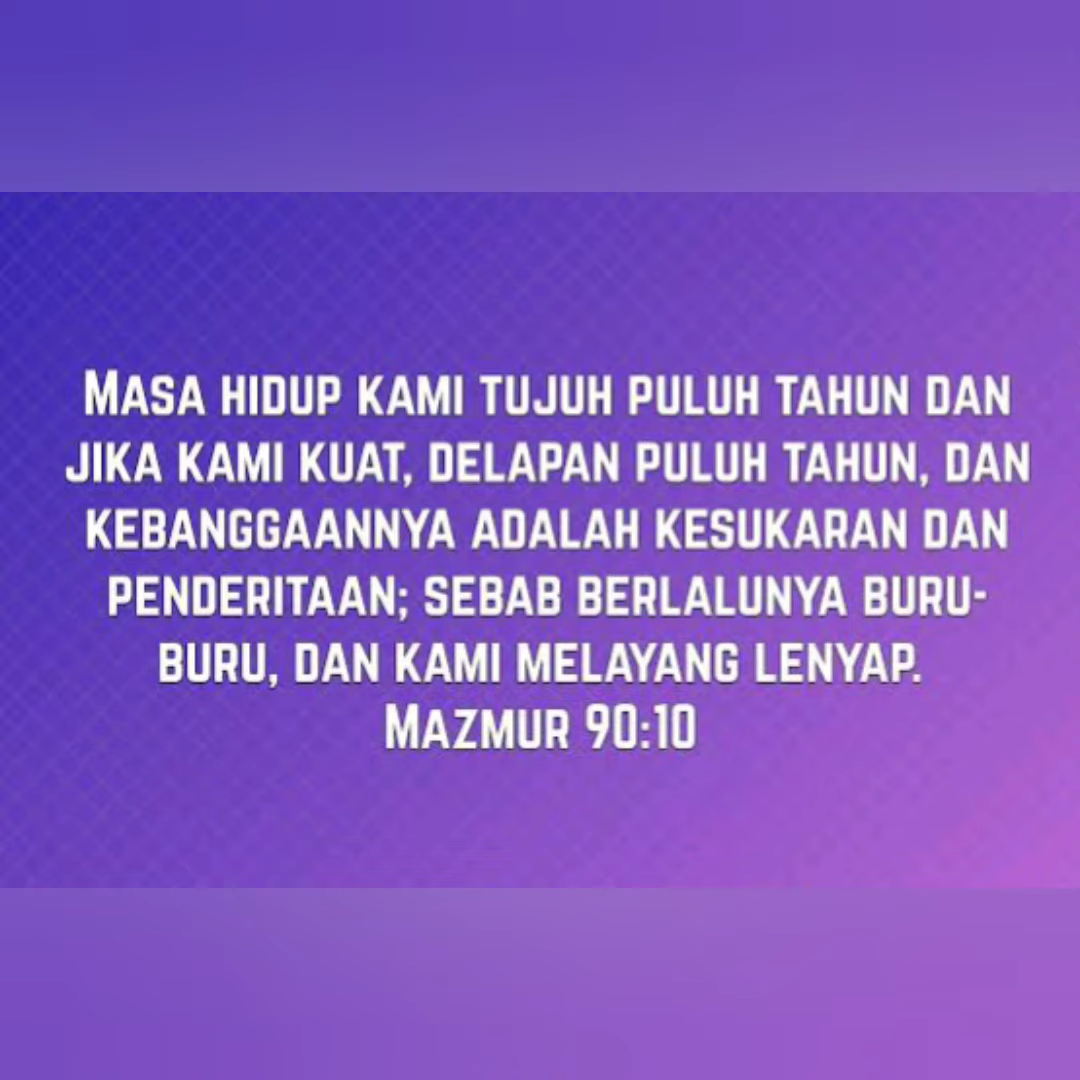 Masa hidup kami tujuh puluh tahun dan
jika kami kuat, delapan puluh tahun, dan
kebanggaannya adalah kesukaran dan
penderitaan; sebab berlalunya buru-
buru, dan kami melayang lenyap.
Mazmur 90:10